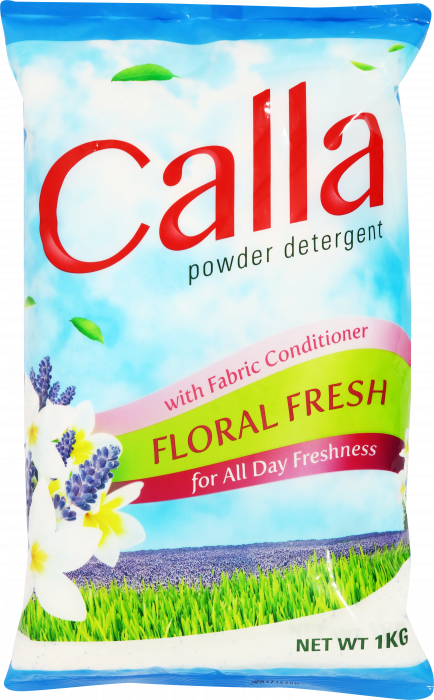 Calla
powder detergent
with Fabric Conditioner
FLORAL FRESH
for All Day Freshness
NET WT 1KG